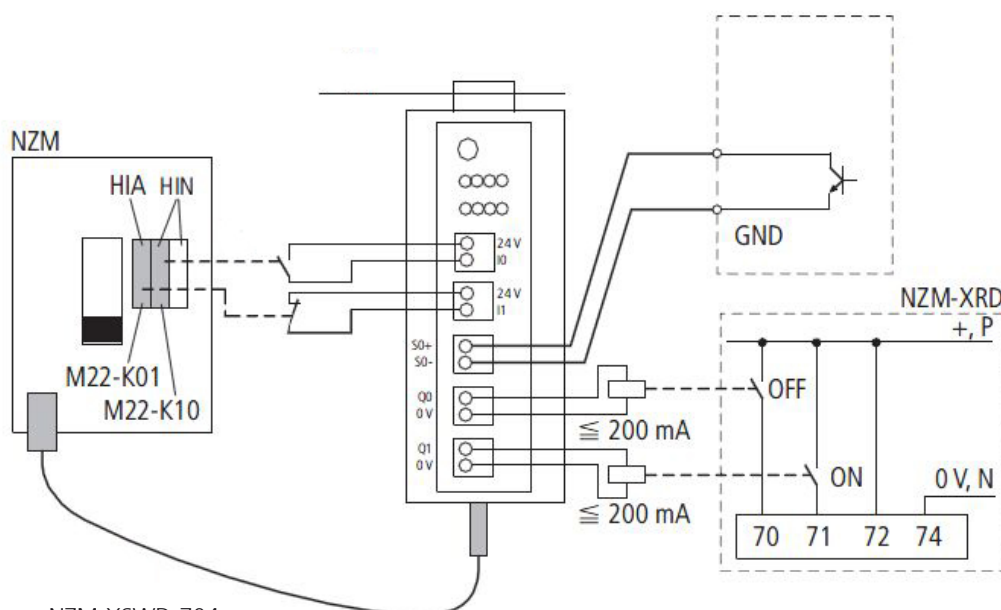 NZM
HIA HIN
M22-K01
M22-K10
24 V
I0
24 V
I1
S0+
S0-
Q0
0 V
Q1
0 V
≦ 200 mA
≦ 200 mA
GND
NZM-XRD
+, P
OFF
ON
0 V, N
70 71 72 74